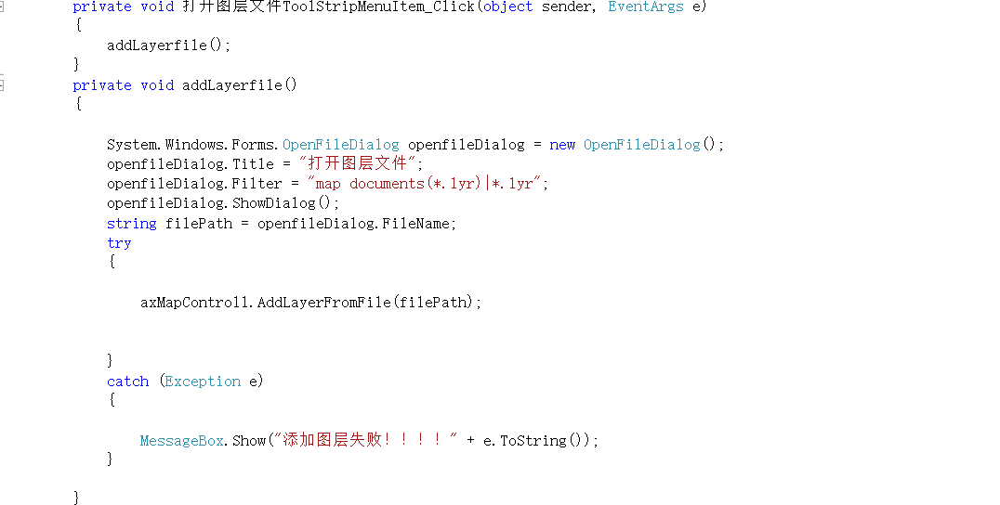 private void 打开图层文件ToolStripMenuItem_Click(object sender, EventArgs e)
{
addLayerfile();
}
private void addLayerfile()
{
System.Windows.Forms.OpenFileDialog openfileDialog = new OpenFileDialog();
openfileDialog.Title = "打开图层文件";
openfileDialog.Filter = "map documents(*.lyr)|*.lyr";
openfileDialog.ShowDialog();
string filePath = openfileDialog.FileName;
try
{
axMapControl1.AddLayerFromFile(filePath);
}
catch (Exception e)
{
MessageBox.Show("添加图层失败！！！！" + e.ToString());
}
}